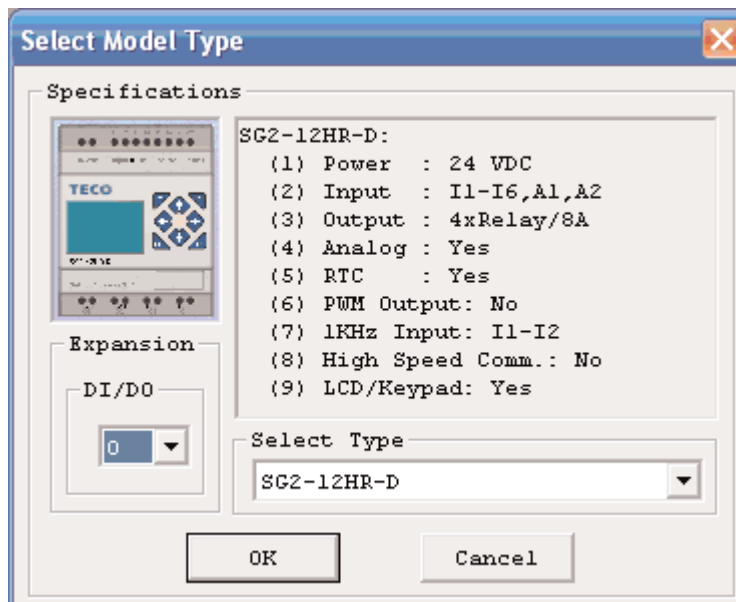 Select Model Type
Specifications
TECO
SG2-12HR-D:
(1) Power : 24 VDC
(2) Input : I1-I6,A1,A2
(3) Output : 4xRelay/8A
(4) Analog : Yes
(5) RTC : Yes
(6) PWM Output: No
(7) 1KHz Input: I1-I2
(8) High Speed Comm.: No
(9) LCD/Keypad: Yes
Expansion
DI/DO
0
Select Type
SG2-12HR-D
OK
Cancel